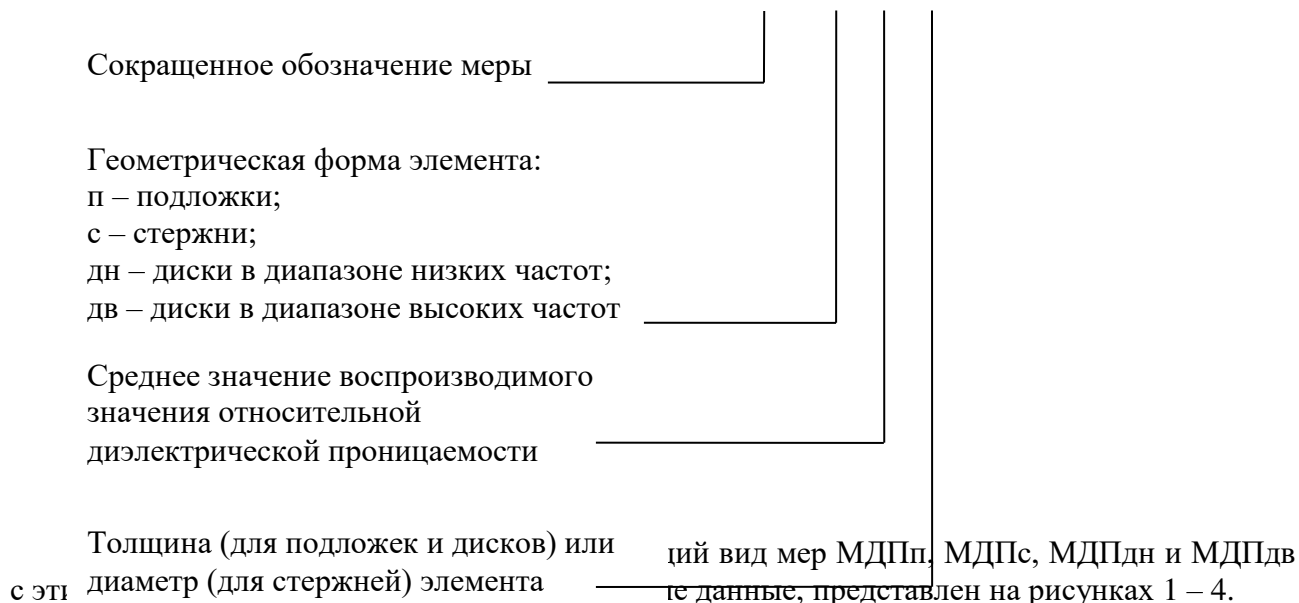 Сокращенное обозначение меры
Геометрическая форма элемента:
п – подложки;
с – стержни;
дн – диски в диапазоне низких частот;
дв – диски в диапазоне высоких частот
Среднее значение воспроизводимого
значения относительной
диэлектрической проницаемости
Толщина (для подложек и дисков) или
диаметр (для стержней) элемента
вид мер МДПп, МДПс, МДПдн и МДПдв
с
данные, представлен на рисунках 1 – 4.